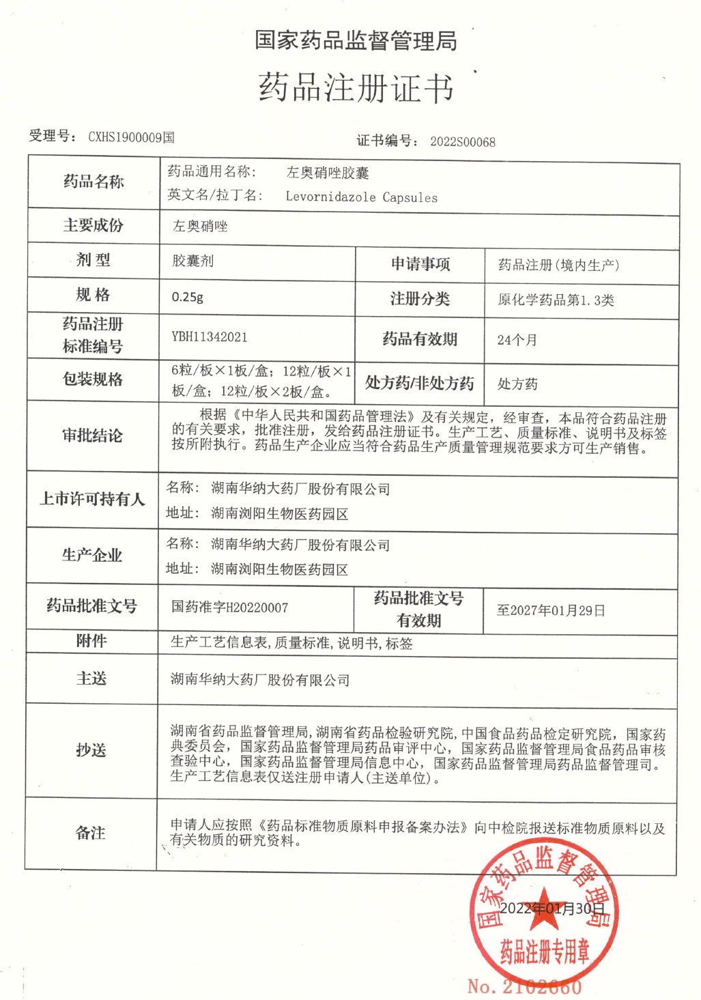 国家药品监督管理局
药品注册证书
受理号： CXHS1900009国
证书编号： 2022S00068
药品名称
药品通用名称: 左奥硝唑胶囊
英文名/拉丁名: Levornidazole Capsules
主要成份
左奥硝唑
剂 型
胶囊剂
申请事项
药品注册(境内生产)
规 格
0.25g
注册分类
原化学药品第1.3类
药品注册
标准编号
YBH11342021
药品有效期
24个月
包装规格
6粒/板×1板/盒；12粒/板×1
板/盒；12粒/板×2板/盒。
处方药/非处方药
处方药
审批结论
根据《中华人民共和国药品管理法》及有关规定，经审查，本品符合药品注册
的有关要求，批准注册，发给药品注册证书。生产工艺、质量标准、说明书及标签
按所附执行。药品生产企业应当符合药品生产质量管理规范要求方可生产销售。
上市许可持有人
名称: 湖南华纳大药厂股份有限公司
地址: 湖南浏阳生物医药园区
生产企业
名称: 湖南华纳大药厂股份有限公司
地址: 湖南浏阳生物医药园区
药品批准文号
国药准字H20220007
药品批准文号
有效期
至2027年01月29日
附件
生产工艺信息表,质量标准,说明书,标签
主送
湖南华纳大药厂股份有限公司
抄送
湖南省药品监督管理局,湖南省药品检验研究院,中国食品药品检定研究院，国家药
典委员会，国家药品监督管理局药品审评中心，国家药品监督管理局食品药品审核
查验中心，国家药品监督管理局信息中心，国家药品监督管理局药品监督管理司。
生产工艺信息表仅送注册申请人(主送单位)。
备注
申请人应按照《药品标准物质原料申报备案办法》向中检院报送标准物质原料以及
有关物质的研究资料。
国家药品监督管理局
2022年01月30日
药品注册专用章
No. 2102660